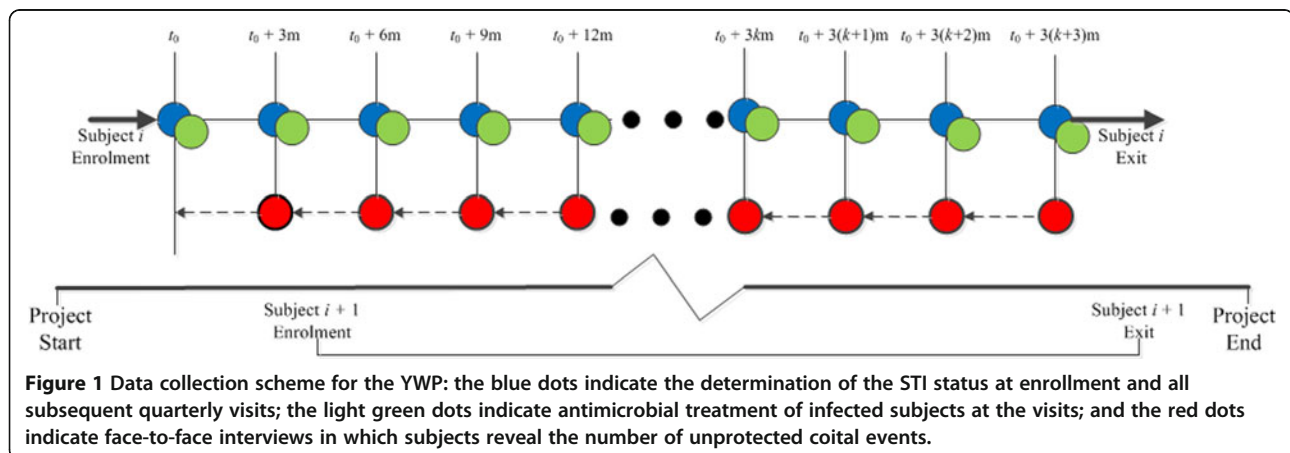 t₀ t₀ + 3m t₀ + 6m t₀ + 9m t₀ + 12m t₀ + 3km t₀ + 3(k+1)m t₀ + 3(k+2)m t₀ + 3(k+3)m
Subject i
Enrolment
Subject i
Exit
Project
Start
Subject i + 1
Enrolment
Subject i + 1
Exit
Project
End
Figure 1 Data collection scheme for the YWP: the blue dots indicate the determination of the STI status at enrollment and all
subsequent quarterly visits; the light green dots indicate antimicrobial treatment of infected subjects at the visits; and the red dots
indicate face-to-face interviews in which subjects reveal the number of unprotected coital events.